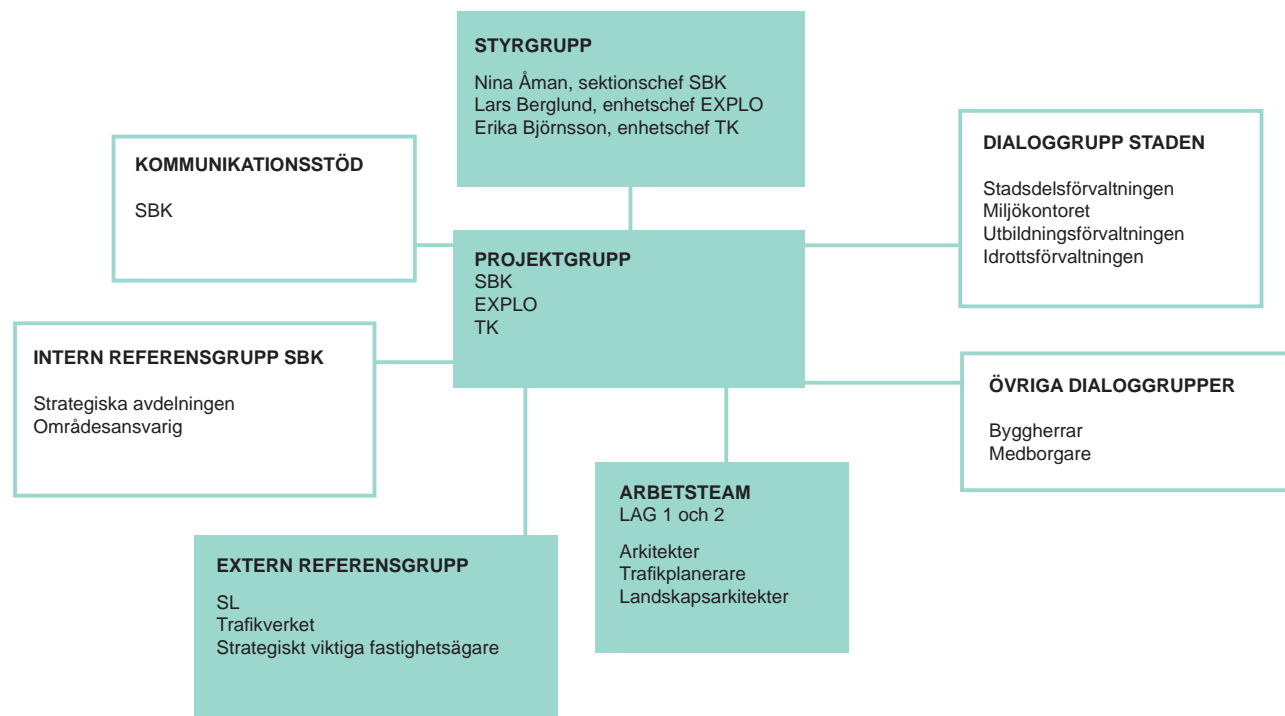 STYRGRUPP
Nina Åman, sektionschef SBK
Lars Berglund, enhetschef EXPLO
Erika Björnsson, enhetschef TK
KOMMUNIKATIONSSTÖD
SBK
DIALOGGRUPP STADEN
Stadsdelsförvaltningen
Miljökontoret
Utbildningsförvaltningen
Idrottsförvaltningen
PROJEKTGRUPP
SBK
EXPLO
TK
INTERN REFERENSGRUPP SBK
Strategiska avdelningen
Områdesansvarig
ÖVRIGA DIALOGGRUPPER
Byggherrar
Medborgare
ARBETSTEAM
LAG 1 och 2
Arkitekter
Trafikplanerare
Landskapsarkitekter
EXTERN REFERENSGRUPP
SL
Trafikverket
Strategiskt viktiga fastighetsägare